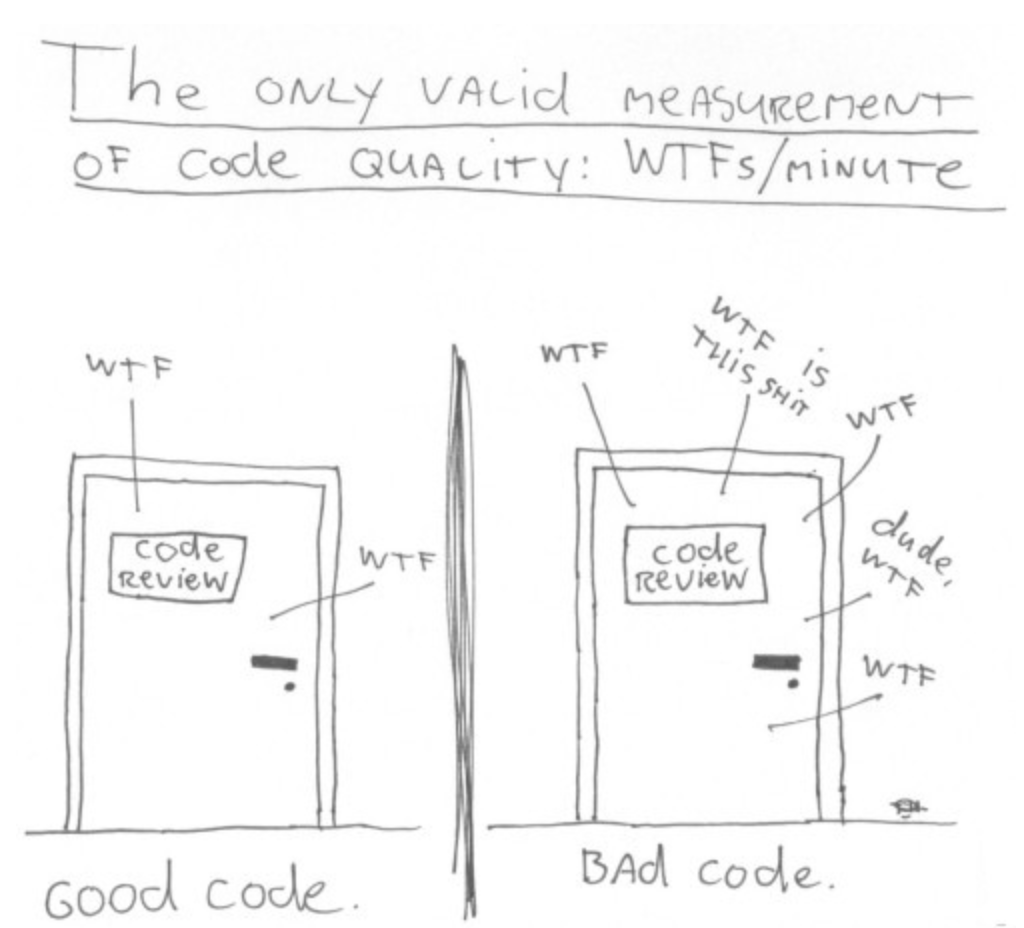 The ONLY VALid MEASUREMENT
OF Code QUALITY: WTFs/MINUTE
WTF
code
REVIEW
WTF
GOOD code.
WTF
WTF is
THis SHiT
WTF
code
REVIEW
dude,
WTF
WTF
BAd code.